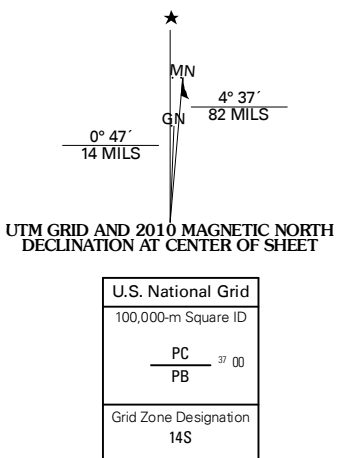 ★
MN
4° 37´
82 MILS
GN
0° 47´
14 MILS
UTM GRID AND 2010 MAGNETIC NORTH
DECLINATION AT CENTER OF SHEET
U.S. National Grid
100,000-m Square ID
PC
37 00
PB
Grid Zone Designation
14S